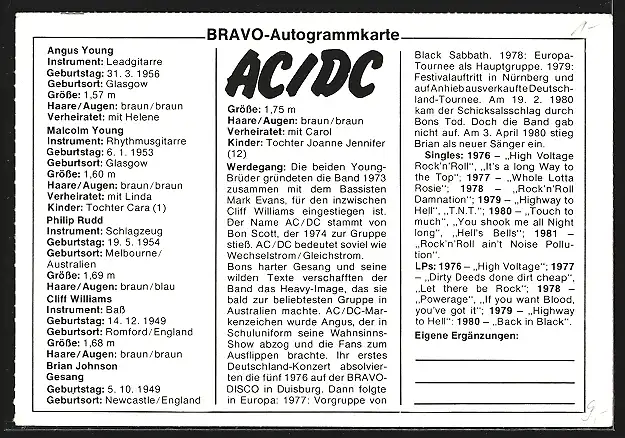 BRAVO-Autogrammkarte
Angus Young
Instrument: Leadgitarre
Geburtstag: 31. 3. 1956
Geburtsort: Glasgow
Größe: 1,57 m
Haare/Augen: braun/braun
Verheiratet: mit Helene
Malcolm Young
Instrument: Rhythmusgitarre
Geburtstag: 6. 1. 1953
Geburtsort: Glasgow
Größe: 1,60 m
Haare/Augen: braun/braun
Verheiratet: mit Linda
Kinder: Tochter Cara (1)
Philip Rudd
Instrument: Schlagzeug
Geburtstag: 19. 5. 1954
Geburtsort: Melbourne/
Australien
Größe: 1,69 m
Haare/Augen: braun/blau
Cliff Williams
Instrument: Baß
Geburtstag: 14. 12. 1949
Geburtsort: Romford/England
Größe: 1,68 m
Haare/Augen: braun/braun
Brian Johnson
Gesang
Geburtstag: 5. 10. 1949
Geburtsort: Newcastle/England
AC/DC
Größe: 1,75 m
Haare/Augen: braun/braun
Verheiratet: mit Carol
Kinder: Tochter Joanne Jennifer
(12)
Werdegang: Die beiden Young-
Brüder gründeten die Band 1973
zusammen mit dem Bassisten
Mark Evans, für den inzwischen
Cliff Williams eingestiegen ist.
Der Name AC/DC stammt von
Bon Scott, der 1974 zur Gruppe
stieß. AC/DC bedeutet soviel wie
Wechselstrom/Gleichstrom.
Bons harter Gesang und seine
wilden Texte verschafften der
Band das Heavy-Image, das sie
bald zur beliebtesten Gruppe in
Australien machte. AC/DC-Mar-
kenzeichen wurde Angus, der in
Schuluniform seine Wahnsinns-
Show abzog und die Fans zum
Ausflippen brachte. Ihr erstes
Deutschland-Konzert absolvier-
ten die fünf 1976 auf der BRAVO-
DISCO in Duisburg. Dann folgte
in Europa: 1977: Vorgruppe von
Black Sabbath. 1978: Europa-
Tournee als Hauptgruppe. 1979:
Festivalauftritt in Nürnberg und
auf Anhieb ausverkaufte Deutsch-
land-Tournee. Am 19. 2. 1980
kam der Schicksalsschlag durch
Bons Tod. Doch die Band gab
nicht auf. Am 3. April 1980 stieg
Brian als neuer Sänger ein.
Singles: 1976 – „High Voltage
Rock'n'Roll", „It's a long Way to
the Top"; 1977 – „Whole Lotta
Rosie"; 1978 – „Rock'n'Roll
Damnation"; 1979 – „Highway to
Hell", „T.N.T."; 1980 – „Touch to
much", „You shook me all Night
long", „Hell's Bells"; 1981 –
„Rock'n'Roll ain't Noise Pollu-
tion".
LPs: 1976 – „High Voltage"; 1977
– „Dirty Deeds done dirt cheap",
„Let there be Rock"; 1978 –
„Powerage", „If you want Blood,
you've got it"; 1979 – „Highway
to Hell"; 1980 – „Back in Black".
Eigene Ergänzungen: